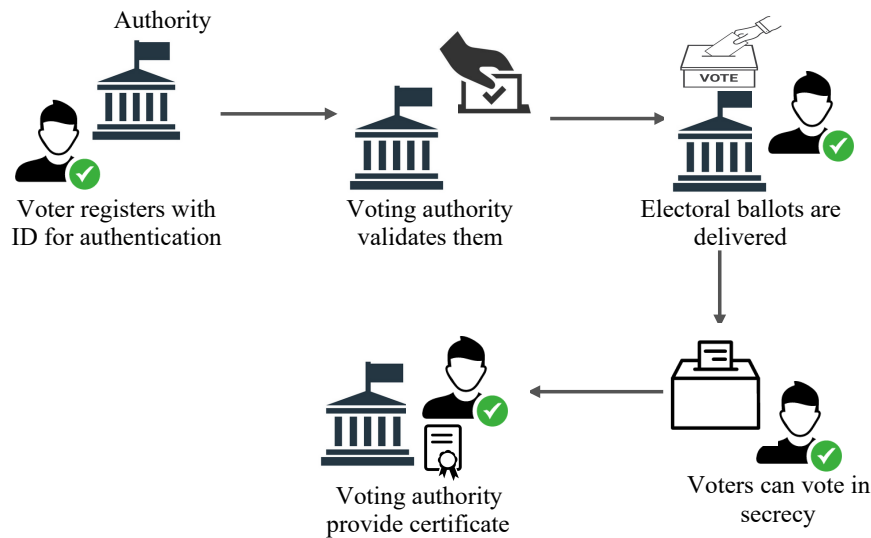 Authority
Voter registers with
ID for authentication
Voting authority
validates them
VOTE
Electoral ballots are
delivered
Voters can vote in
secrecy
Voting authority
provide certificate